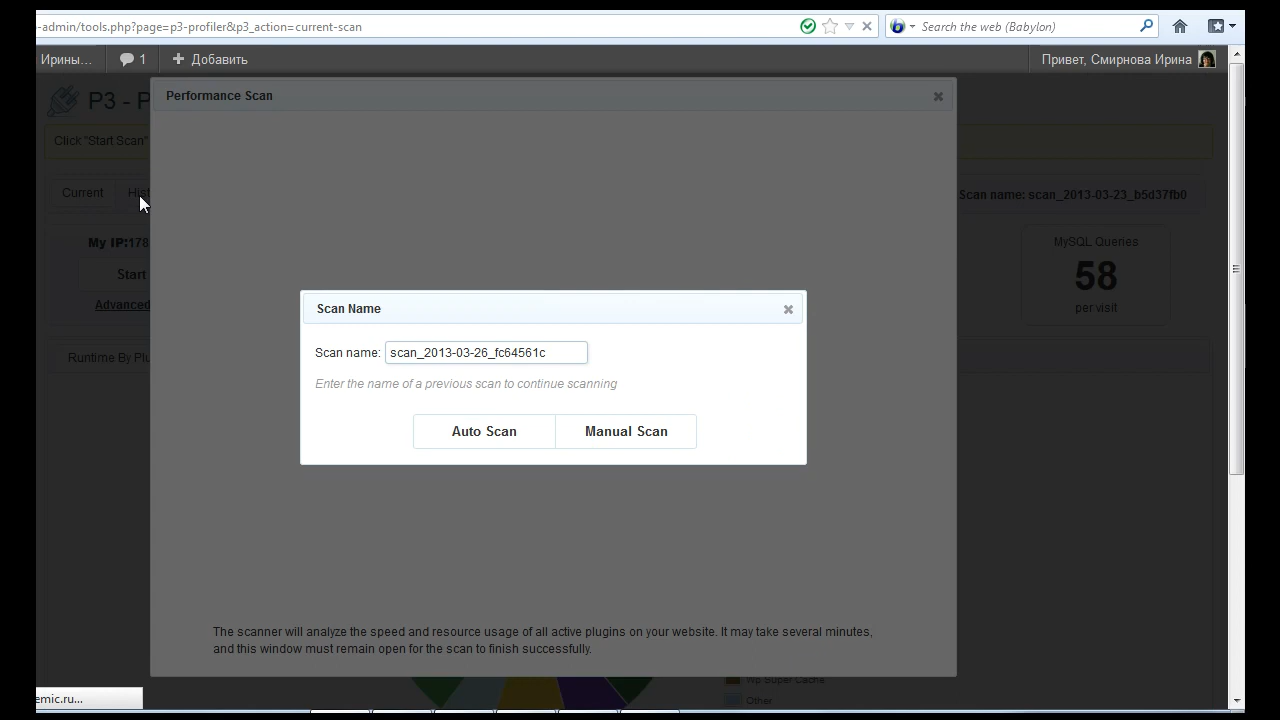 -admin/tools.php?page=p3-profiler&p3_action=current-scan
Search the web (Babylon)
Ирины...
1
Добавить
Привет, Смирнова Ирина
P3 - P
Performance Scan
Click "Start Scan"
Current
Hist
Scan name: scan_2013-03-23_b5d37fb0
My IP:178
MySQL Queries
Start
58
Advanced
per visit
Scan Name
Runtime By Plu
Scan name: scan_2013-03-26_fc64561c
Enter the name of a previous scan to continue scanning
Auto Scan
Manual Scan
The scanner will analyze the speed and resource usage of all active plugins on your website. It may take several minutes,
and this window must remain open for the scan to finish successfully.
Wp Super Cache
Other
emic.ru...